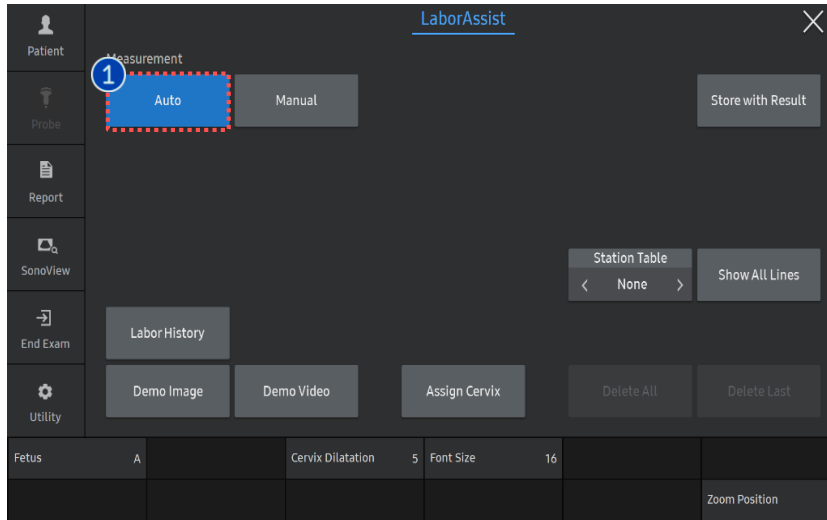 LaborAssist
Patient
Measurement
1
Auto
Manual
Store with Result
Probe
Report
SonoView
Station Table
< None >
Show All Lines
End Exam
Labor History
Utility
Demo Image
Demo Video
Assign Cervix
Delete All
Delete Last
Fetus A
Cervix Dilatation 5
Font Size 16
Zoom Position